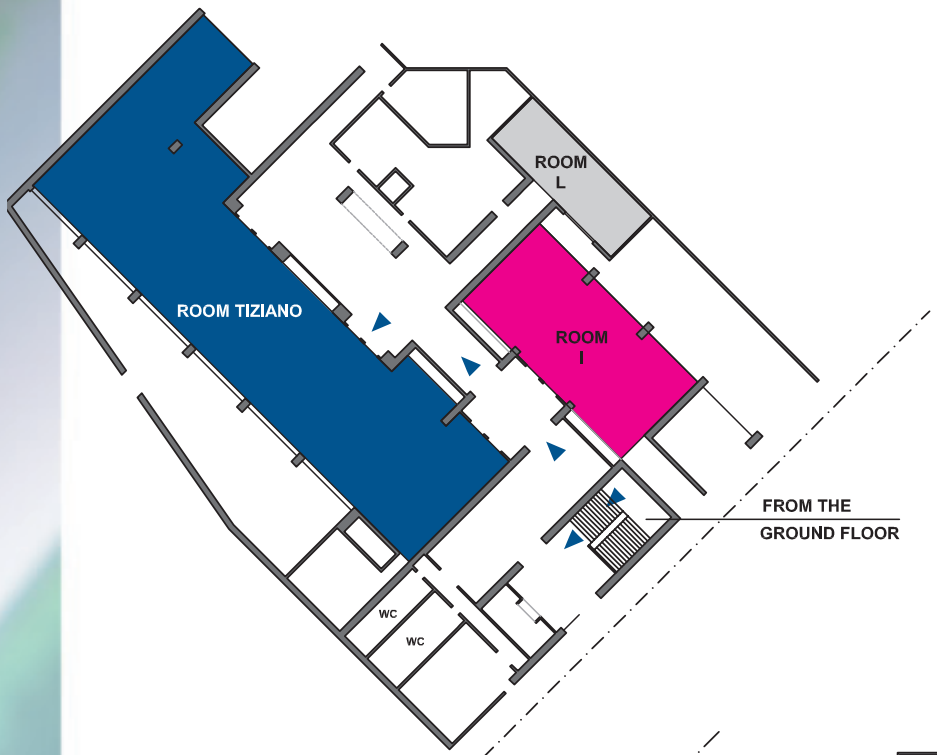 ROOM
L
ROOM TIZIANO
ROOM
I
FROM THE
GROUND FLOOR
WC
WC